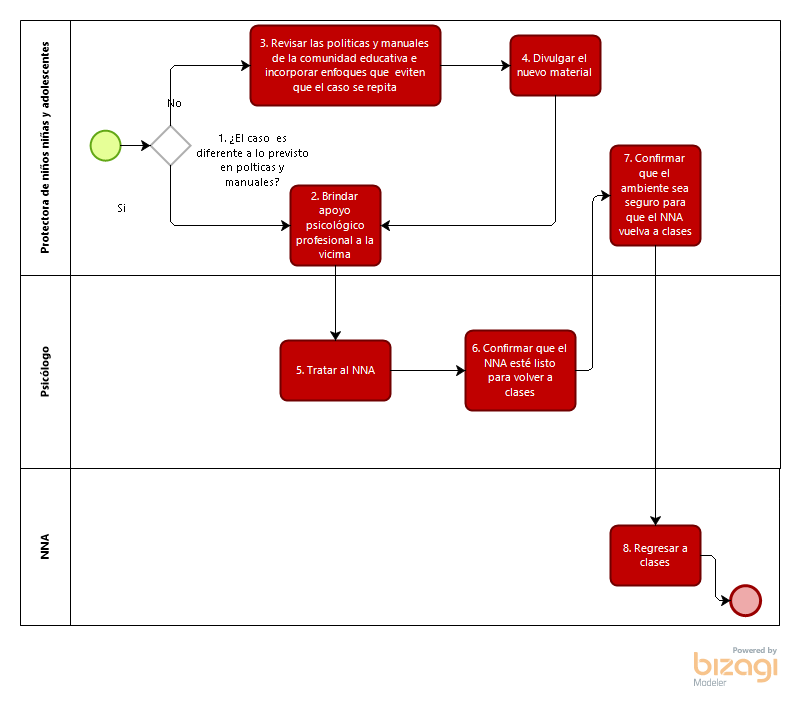 Protectora de niños niñas y adolescentes
3. Revisar las politicas y manuales
de la comunidad educativa e
incorporar enfoques que eviten
que el caso se repita
4. Divulgar el
nuevo material
No
1. ¿El caso es
diferente a lo previsto
en polticas y
manuales?
Si
2. Brindar
apoyo
psicológico
profesional a la
vicima
7. Confirmar
que el
ambiente sea
seguro para
que el NNA
vuelva a clases
Psicólogo
5. Tratar al NNA
6. Confirmar que el
NNA esté listo
para volver a
clases
NNA
8. Regresar a
clases
Powered by
bizagi
Modeler